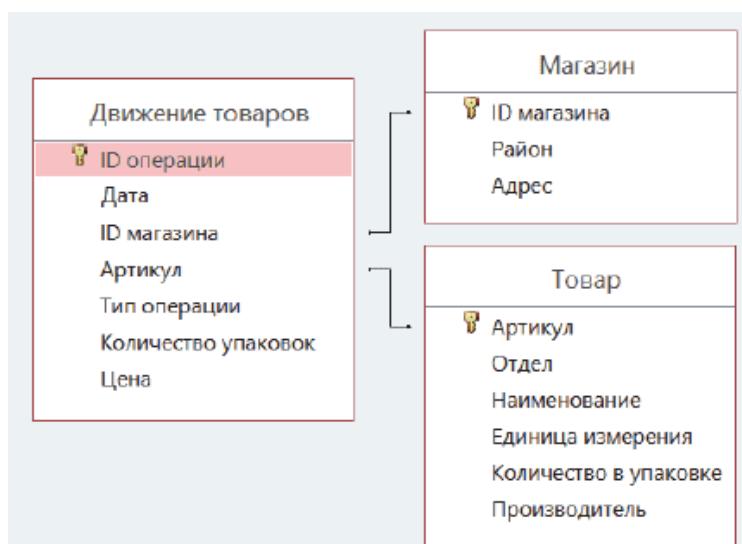 Движение товаров
ID операции
Дата
ID магазина
Артикул
Тип операции
Количество упаковок
Цена
Магазин
ID магазина
Район
Адрес
Товар
Артикул
Отдел
Наименование
Единица измерения
Количество в упаковке
Производитель